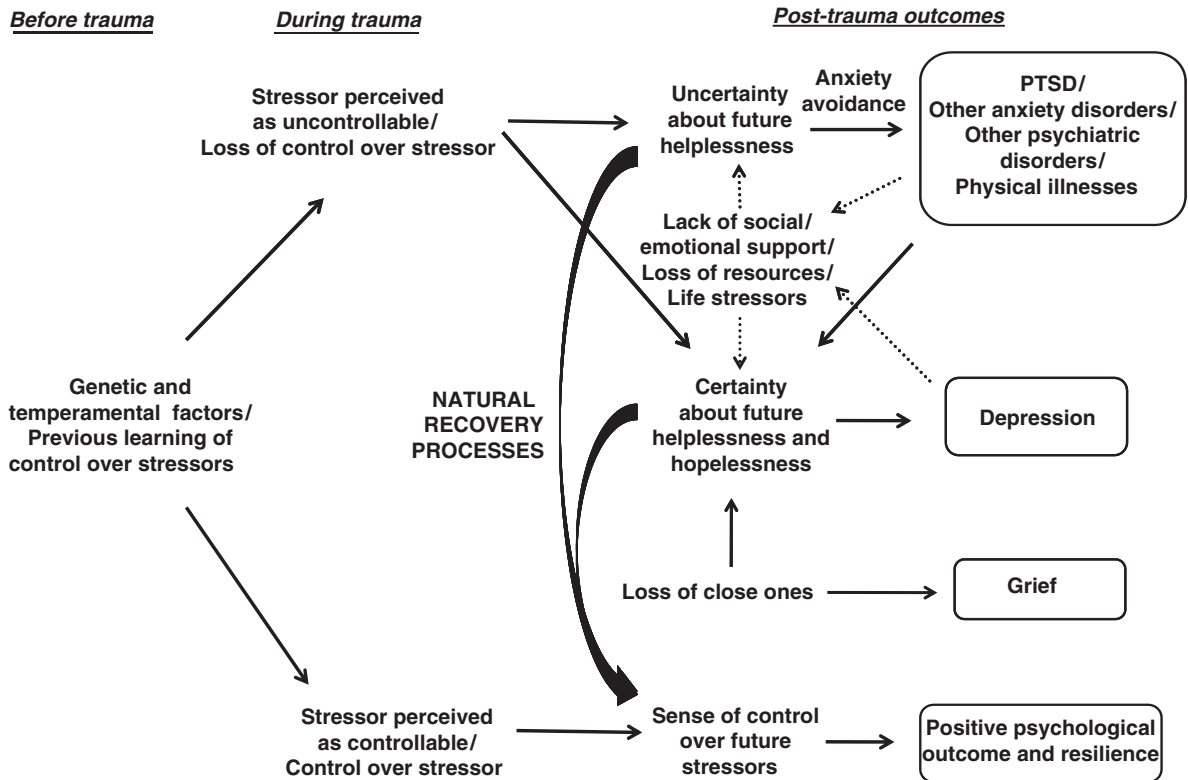 Before trauma
During trauma
Post-trauma outcomes
Stressor perceived
as uncontrollable/
Loss of control over stressor
Uncertainty
about future
helplessness
Anxiety
avoidance
PTSD/
Other anxiety disorders/
Other psychiatric
disorders/
Physical illnesses
Lack of social/
emotional support/
Loss of resources/
Life stressors
Genetic and
temperamental factors/
Previous learning of
control over stressors
NATURAL
RECOVERY
PROCESSES
Certainty
about future
helplessness and
hopelessness
Depression
Loss of close ones
Grief
Stressor perceived
as controllable/
Control over stressor
Sense of control
over future
stressors
Positive psychological
outcome and resilience